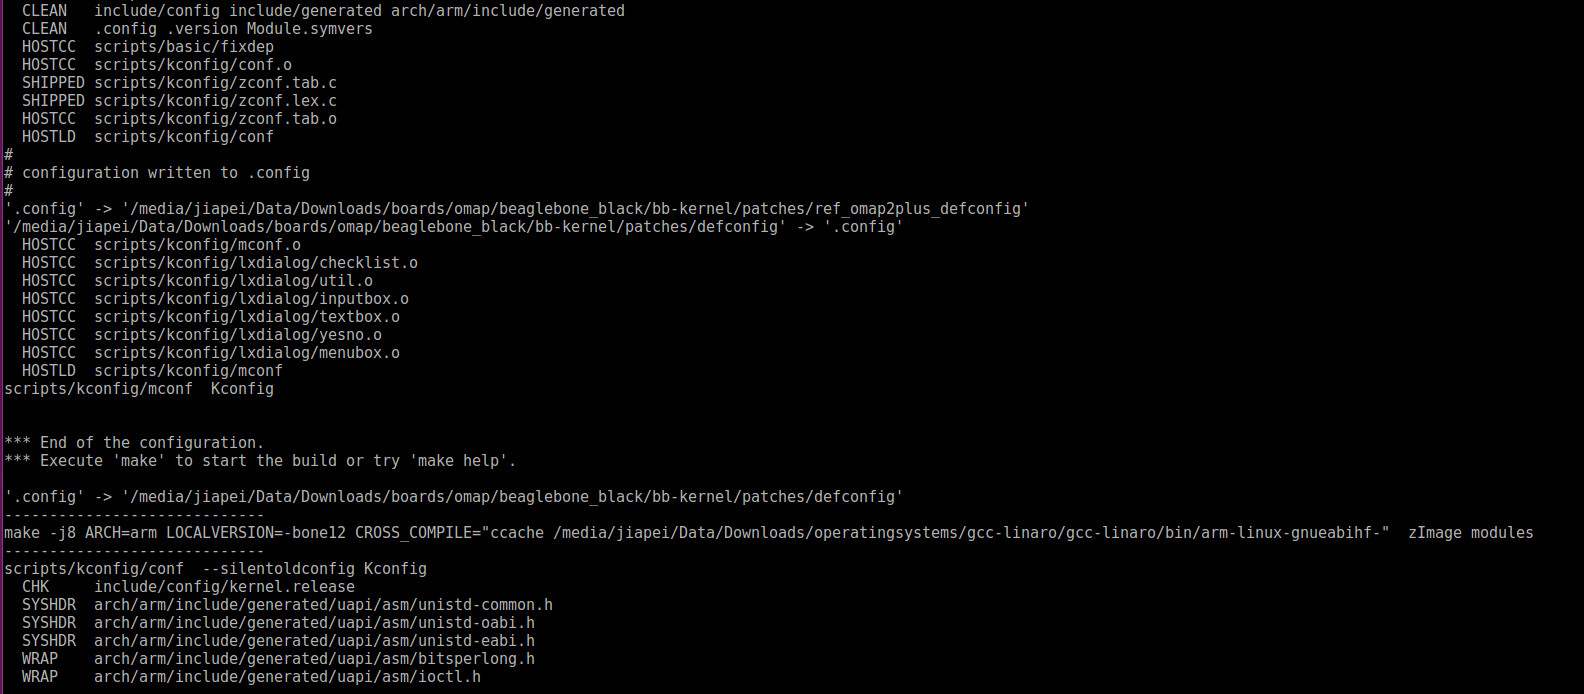 CLEAN   include/config include/generated arch/arm/include/generated
CLEAN   .config .version Module.symvers
HOSTCC  scripts/basic/fixdep
HOSTCC  scripts/kconfig/conf.o
SHIPPED scripts/kconfig/zconf.tab.c
SHIPPED scripts/kconfig/zconf.lex.c
HOSTCC  scripts/kconfig/zconf.tab.o
HOSTLD  scripts/kconfig/conf
#
# configuration written to .config
#
'.config' -> '/media/jiapei/Data/Downloads/boards/omap/beaglebone_black/bb-kernel/patches/ref_omap2plus_defconfig'
'/media/jiapei/Data/Downloads/boards/omap/beaglebone_black/bb-kernel/patches/defconfig' -> '.config'
HOSTCC  scripts/kconfig/mconf.o
HOSTCC  scripts/kconfig/lxdialog/checklist.o
HOSTCC  scripts/kconfig/lxdialog/util.o
HOSTCC  scripts/kconfig/lxdialog/inputbox.o
HOSTCC  scripts/kconfig/lxdialog/textbox.o
HOSTCC  scripts/kconfig/lxdialog/yesno.o
HOSTCC  scripts/kconfig/lxdialog/menubox.o
HOSTLD  scripts/kconfig/mconf
scripts/kconfig/mconf  Kconfig
*** End of the configuration.
*** Execute 'make' to start the build or try 'make help'.
'.config' -> '/media/jiapei/Data/Downloads/boards/omap/beaglebone_black/bb-kernel/patches/defconfig'
-----------------------------
make -j8 ARCH=arm LOCALVERSION=-bone12 CROSS_COMPILE="ccache /media/jiapei/Data/Downloads/operatingsystems/gcc-linaro/gcc-linaro/bin/arm-linux-gnueabihf-"  zImage modules
-----------------------------
scripts/kconfig/conf  --silentoldconfig Kconfig
CHK     include/config/kernel.release
SYSHDR  arch/arm/include/generated/uapi/asm/unistd-common.h
SYSHDR  arch/arm/include/generated/uapi/asm/unistd-oabi.h
SYSHDR  arch/arm/include/generated/uapi/asm/unistd-eabi.h
WRAP    arch/arm/include/generated/uapi/asm/bitsperlong.h
WRAP    arch/arm/include/generated/uapi/asm/ioctl.h